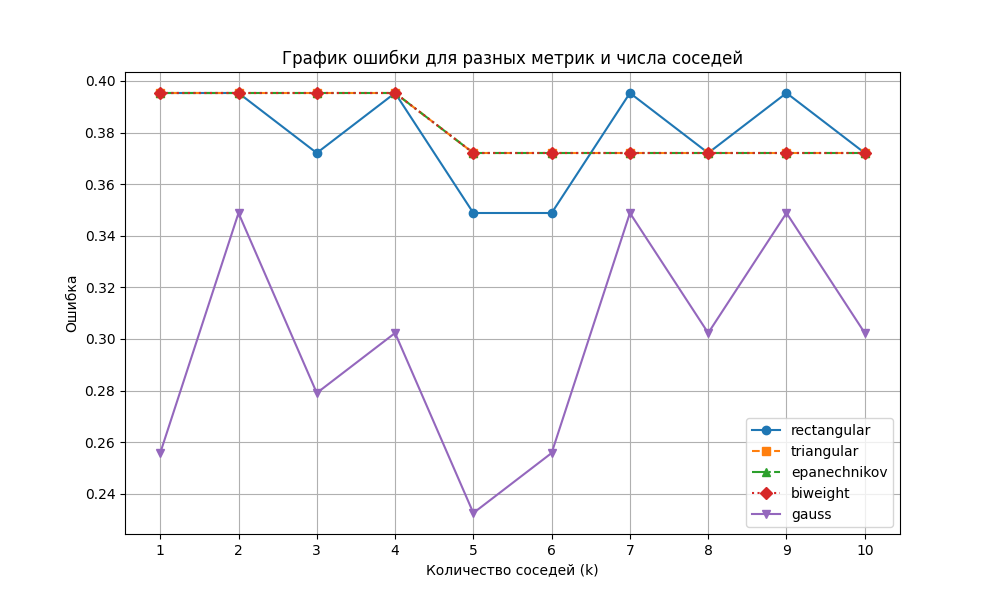 График ошибки для разных метрик и числа соседей
Ошибка
0.40
0.38
0.36
0.34
0.32
0.30
0.28
0.26
0.24
1 2 3 4 5 6 7 8 9 10
Количество соседей (k)
rectangular
triangular
epanechnikov
biweight
gauss